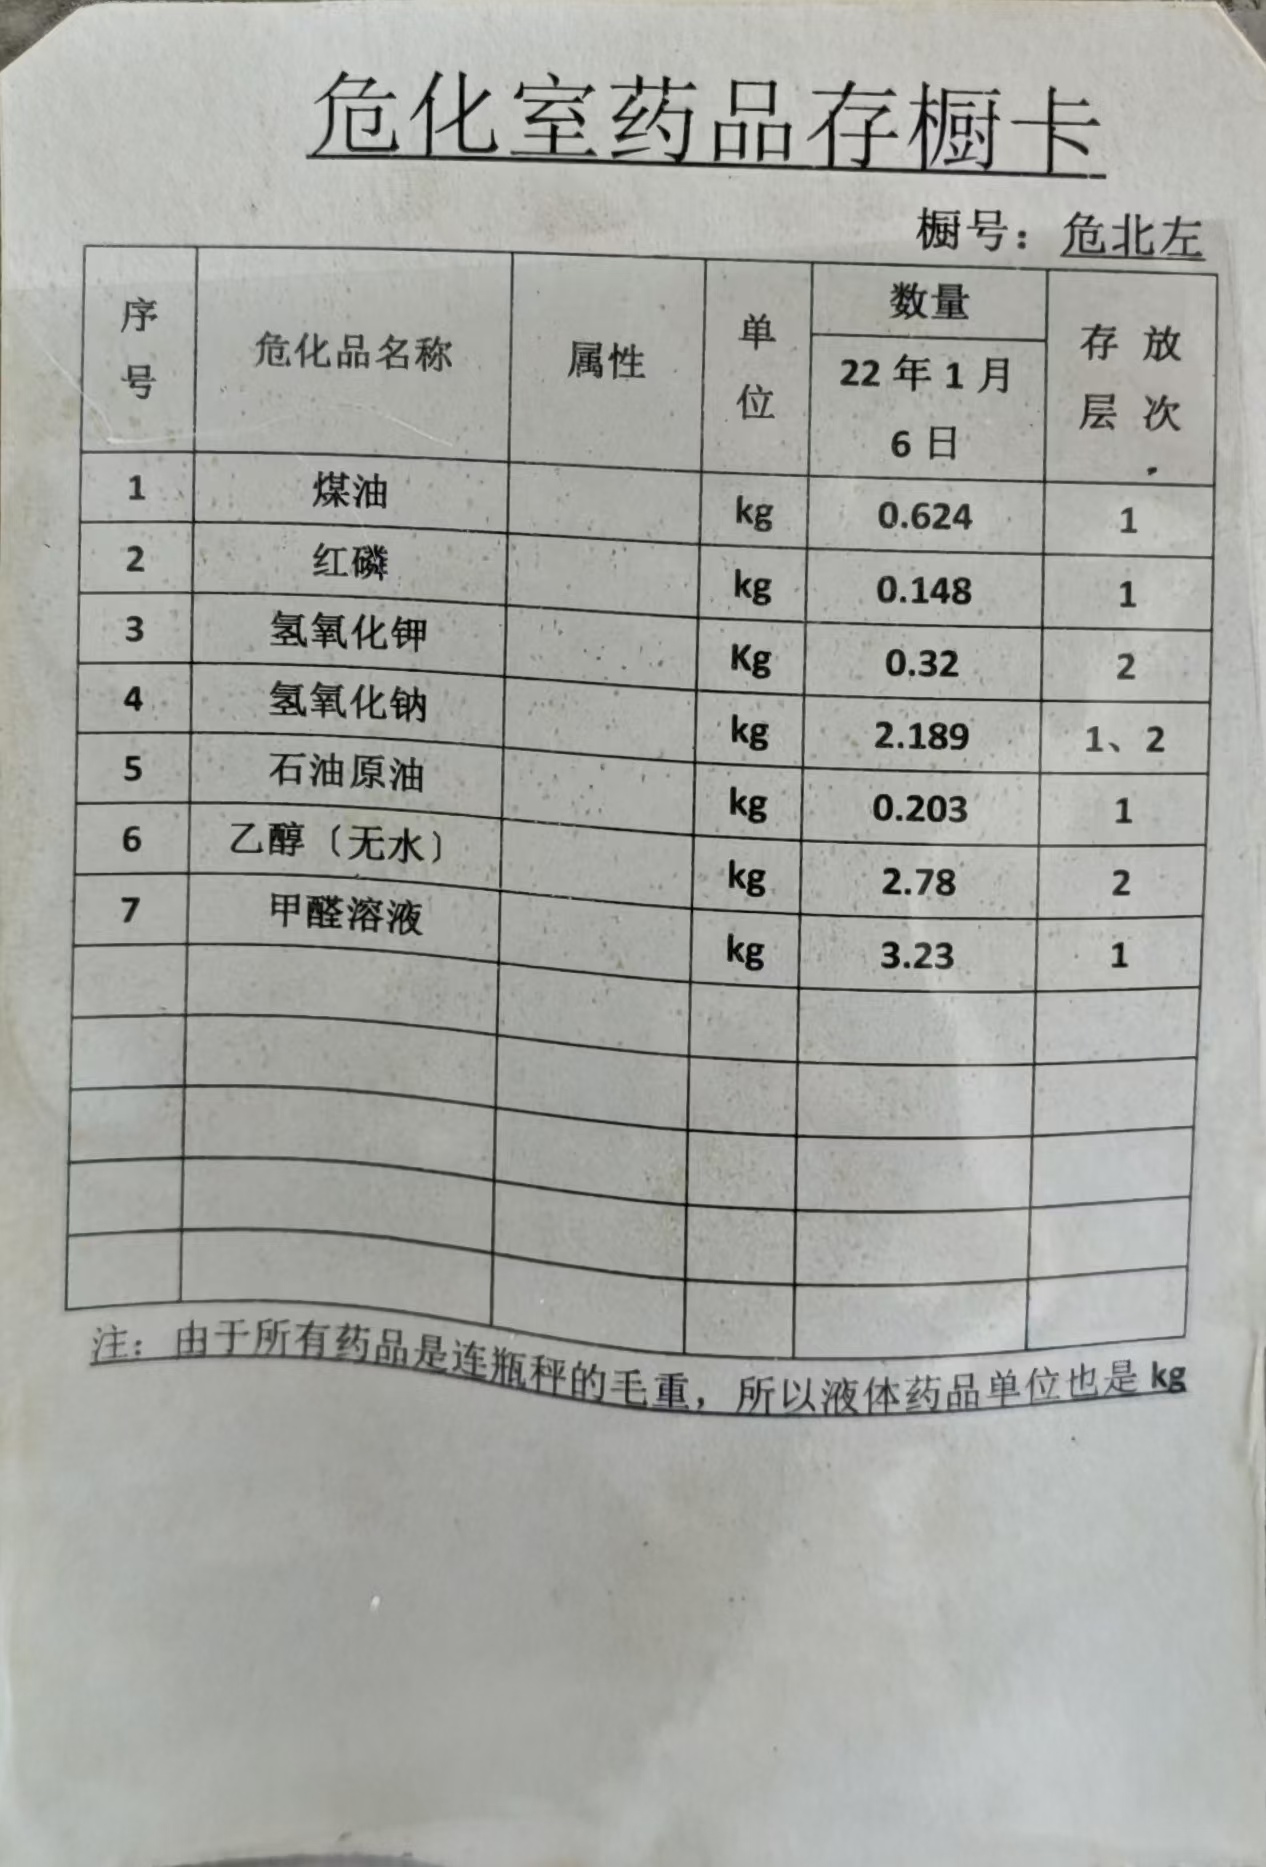 危化室药品存橱卡
橱号：危北左
序号 危化品名称 属性 单位 数量 22年1月6日 存放层次
1 煤油 kg 0.624 1
2 红磷 kg 0.148 1
3 氢氧化钾 Kg 0.32 2
4 氢氧化钠 kg 2.189 1、2
5 石油原油 kg 0.203 1
6 乙醇（无水） kg 2.78 2
7 甲醛溶液 kg 3.23 1
注：由于所有药品是连瓶秤的毛重，所以液体药品单位也是kg